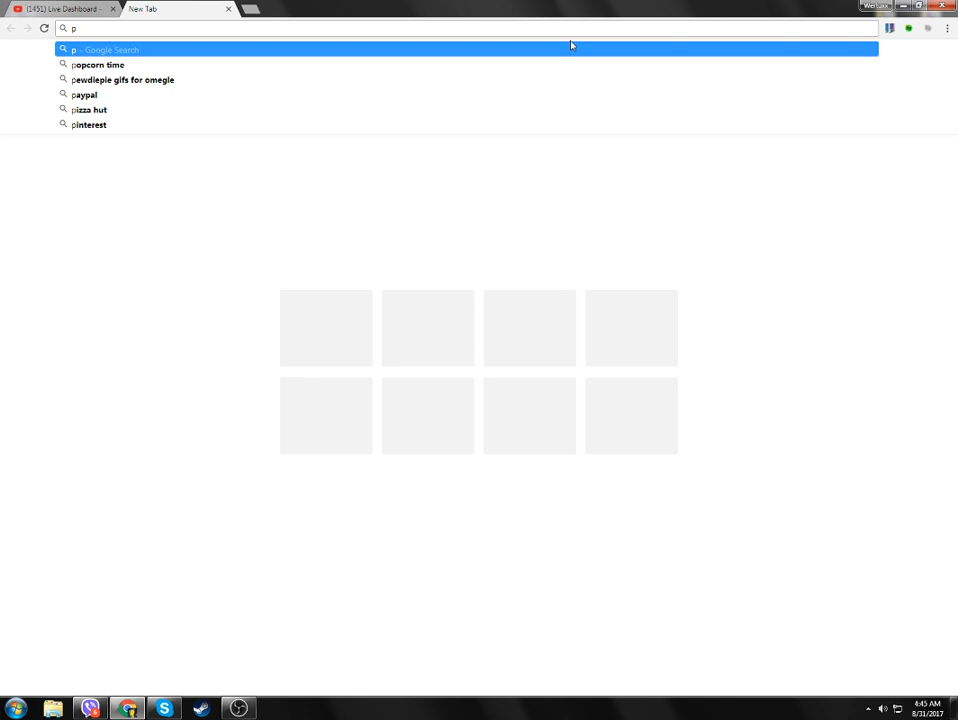 (1451) Live Dashboard -
New Tab
Wertuxx
p
p – Google Search
popcorn time
pewdiepie gifs for omegle
paypal
pizza hut
pinterest
4:45 AM
8/31/2017